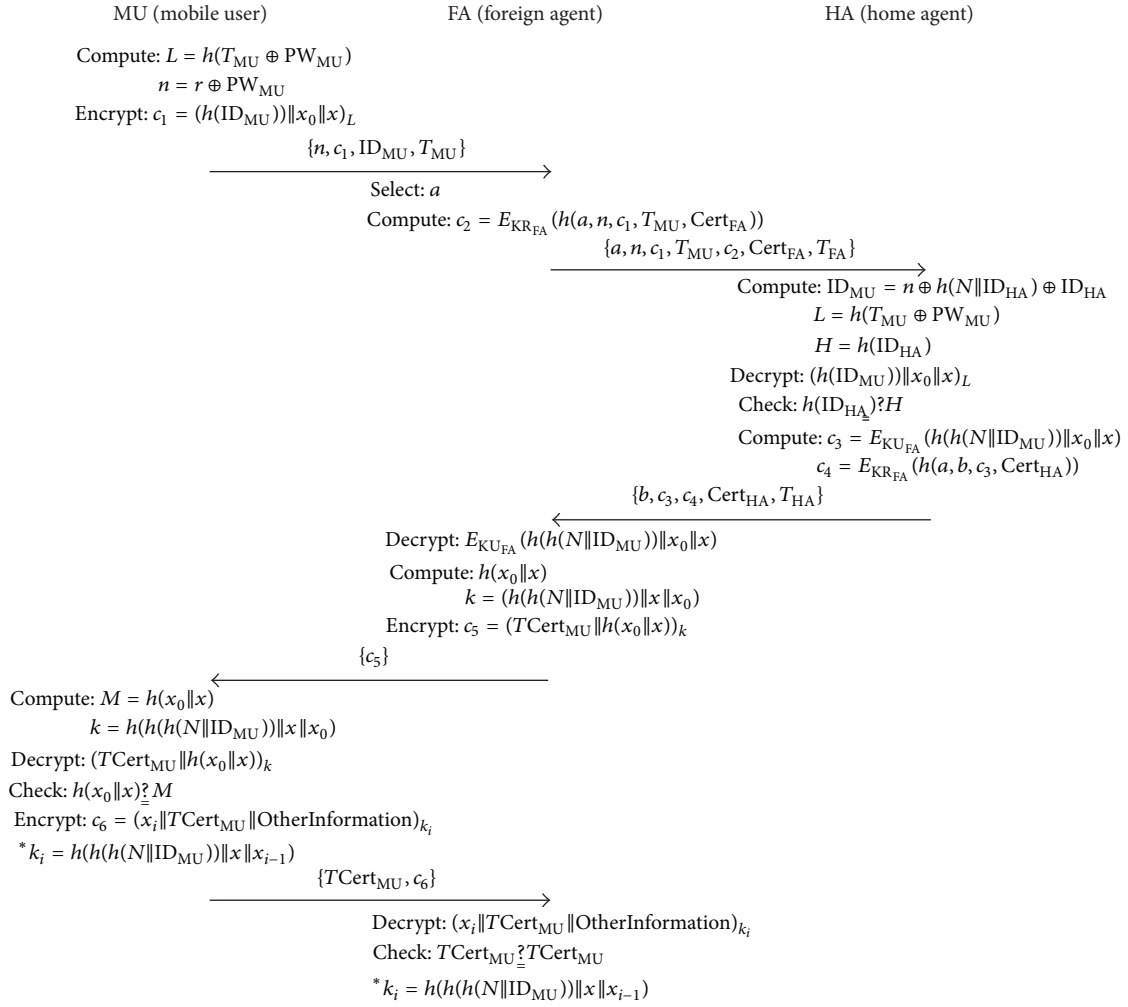 MU (mobile user) FA (foreign agent) HA (home agent)
Compute: L = h(T_MU ⊕ PW_MU)
n = r ⊕ PW_MU
Encrypt: c_1 = (h(ID_MU))‖x_0‖x)_L
{n, c_1, ID_MU, T_MU}
Select: a
Compute: c_2 = E_KR_FA(h(a, n, c_1, T_MU, Cert_FA))
{a, n, c_1, T_MU, c_2, Cert_FA, T_FA}
Compute: ID_MU = n ⊕ h(N‖ID_HA) ⊕ ID_HA
L = h(T_MU ⊕ PW_MU)
H = h(ID_HA)
Decrypt: (h(ID_MU))‖x_0‖x)_L
Check: h(ID_HA)≟H
Compute: c_3 = E_KU_FA(h(h(N‖ID_MU))‖x_0‖x)
c_4 = E_KR_FA(h(a, b, c_3, Cert_HA))
{b, c_3, c_4, Cert_HA, T_HA}
Decrypt: E_KU_FA(h(h(N‖ID_MU))‖x_0‖x)
Compute: h(x_0‖x)
k = (h(h(N‖ID_MU))‖x‖x_0)
Encrypt: c_5 = (TCert_MU‖h(x_0‖x))_k
{c_5}
Compute: M = h(x_0‖x)
k = h(h(h(N‖ID_MU))‖x‖x_0)
Decrypt: (TCert_MU‖h(x_0‖x))_k
Check: h(x_0‖x)≟M
Encrypt: c_6 = (x_i‖TCert_MU‖OtherInformation)_k_i
*k_i = h(h(h(N‖ID_MU))‖x‖x_i−1)
{TCert_MU, c_6}
Decrypt: (x_i‖TCert_MU‖OtherInformation)_k_i
Check: TCert_MU≟TCert_MU
*k_i = h(h(h(N‖ID_MU))‖x‖x_i−1)